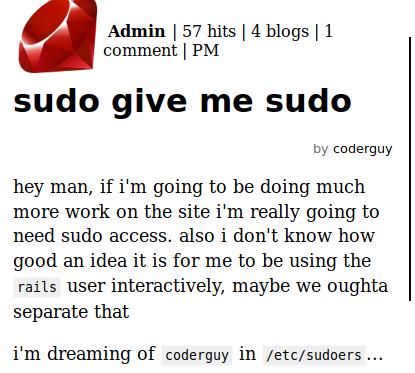 Admin | 57 hits | 4 blogs | 1
comment | PM
sudo give me sudo
by coderguy
hey man, if i'm going to be doing much
more work on the site i'm really going to
need sudo access. also i don't know how
good an idea it is for me to be using the
rails user interactively, maybe we oughta
separate that
i'm dreaming of coderguy in /etc/sudoers...